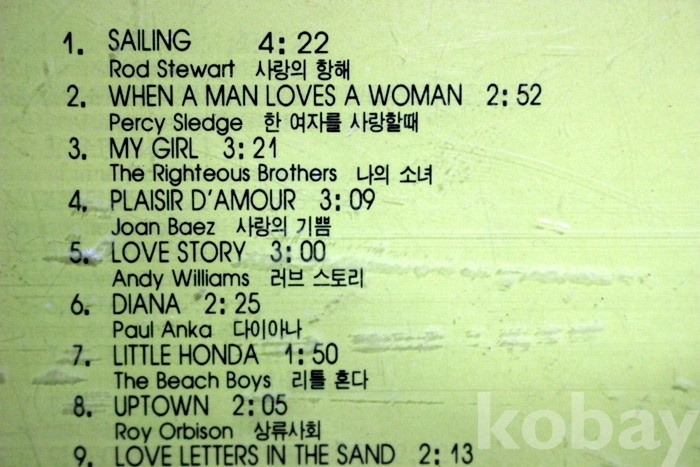 1. SAILING 4:22
Rod Stewart 사랑의 항해
2. WHEN A MAN LOVES A WOMAN 2:52
Percy Sledge 한 여자를 사랑할때
3. MY GIRL 3:21
The Righteous Brothers 나의 소녀
4. PLAISIR D'AMOUR 3:09
Joan Baez 사랑의 기쁨
5. LOVE STORY 3:00
Andy Williams 러브 스토리
6. DIANA 2:25
Paul Anka 다이아나
7. LITTLE HONDA 1:50
The Beach Boys 리틀 혼다
8. UPTOWN 2:05
Roy Orbison 상류사회
9. LOVE LETTERS IN THE SAND 2:13
kobay